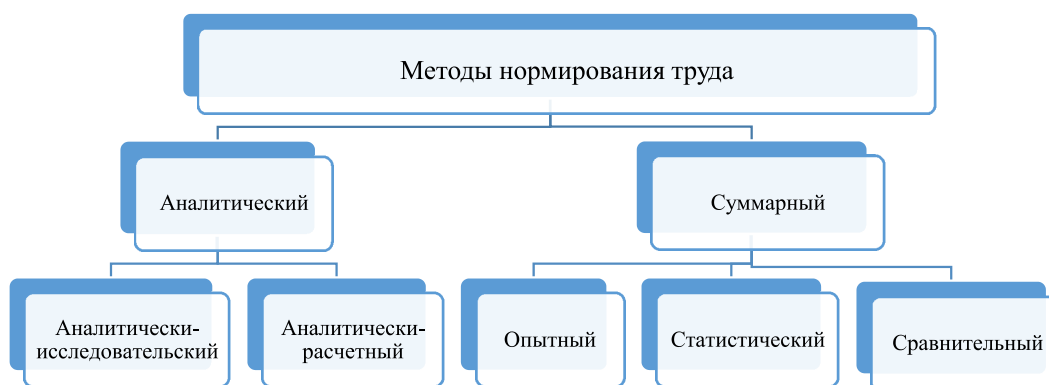 Методы нормирования труда
Аналитический
Суммарный
Аналитически-
исследовательский
Аналитически-
расчетный
Опытный
Статистический
Сравнительный